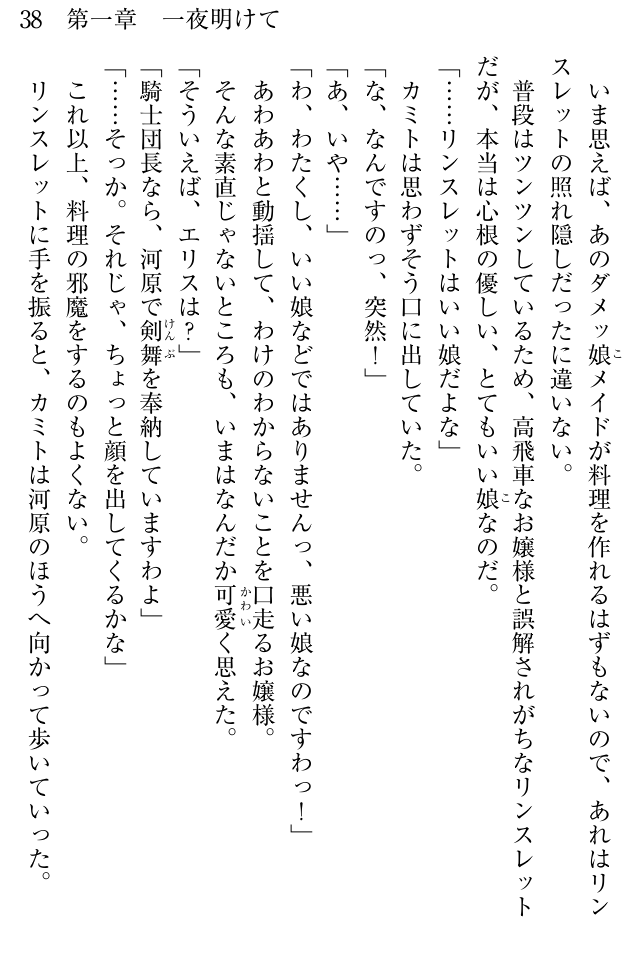 38　第一章　一夜明けて
いま思えば、あのダメッ娘メイドが料理を作れるはずもないので、あれはリン
スレットの照れ隠しだったに違いない。
普段はツンツンしているため、高飛車なお嬢様と誤解されがちなリンスレット
だが、本当は心根の優しい、とてもいい娘なのだ。
「……リンスレットはいい娘だよな」
カミトは思わずそう口に出していた。
「な、なんですのっ、突然！」
「あ、いや……」
「わ、わたくし、いい娘などではありませんっ、悪い娘なのですわっ！」
あわあわと動揺して、わけのわからないことを口走るお嬢様。
そんな素直じゃないところも、いまはなんだか可愛く思えた。
「そういえば、エリスは？」
「騎士団長なら、河原で剣舞を奉納していますわよ」
「……そっか。それじゃ、ちょっと顔を出してくるかな」
これ以上、料理の邪魔をするのもよくない。
リンスレットに手を振ると、カミトは河原のほうへ向かって歩いていった。